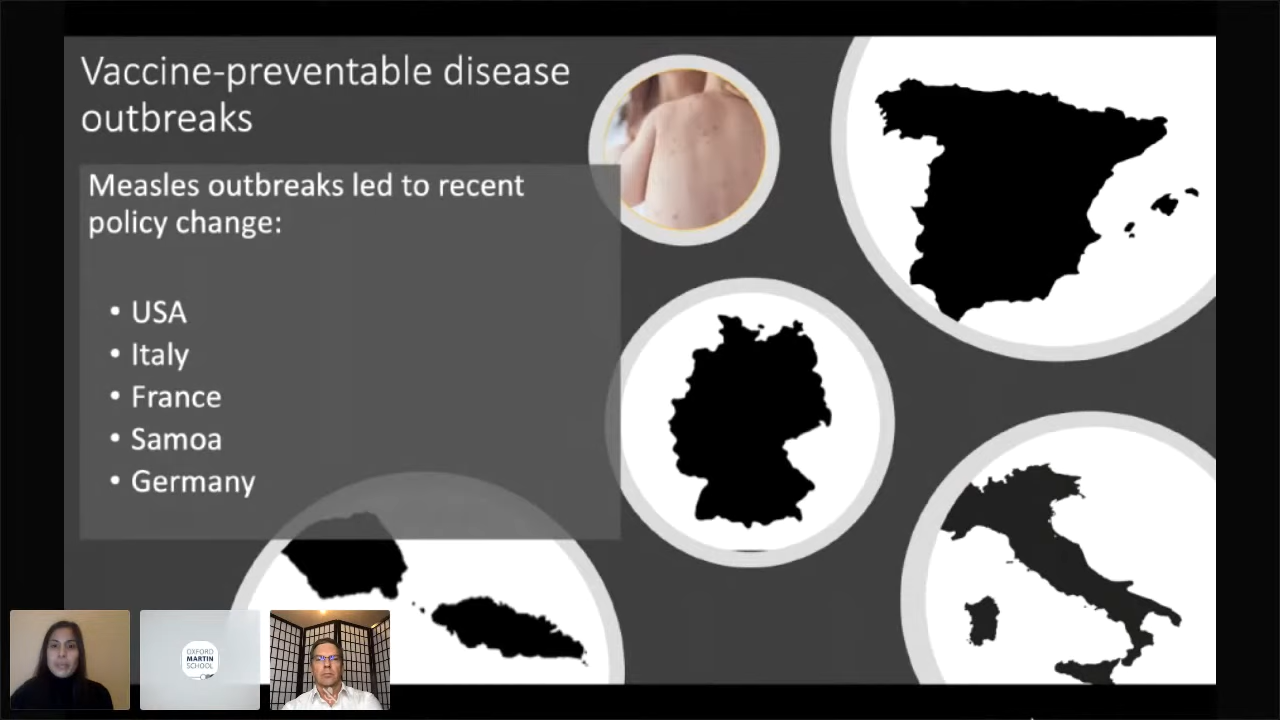 Vaccine-preventable disease
outbreaks
Measles outbreaks led to recent
policy change:
• USA
• Italy
• France
• Samoa
• Germany
OXFORD
MARTIN
SCHOOL